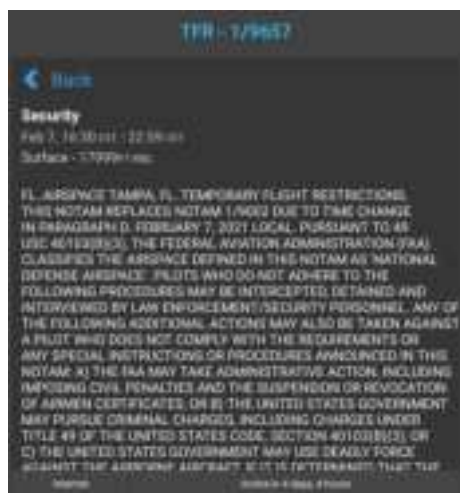 TFR - 1/9657
Back
Security
Feb 7, 16:30 EST - 22:59 EST
Surface - 17999ft MSL
FL..AIRSPACE TAMPA, FL..TEMPORARY FLIGHT RESTRICTIONS.
THIS NOTAM REPLACES NOTAM 1/9002 DUE TO TIME CHANGE
IN PARAGRAPH D. FEBRUARY 7, 2021 LOCAL. PURSUANT TO 49
USC 40103(B)(3), THE FEDERAL AVIATION ADMINISTRATION (FAA)
CLASSIFIES THE AIRSPACE DEFINED IN THIS NOTAM AS 'NATIONAL
DEFENSE AIRSPACE'. PILOTS WHO DO NOT ADHERE TO THE
FOLLOWING PROCEDURES MAY BE INTERCEPTED, DETAINED AND
INTERVIEWED BY LAW ENFORCEMENT/SECURITY PERSONNEL. ANY OF
THE FOLLOWING ADDITIONAL ACTIONS MAY ALSO BE TAKEN AGAINST
A PILOT WHO DOES NOT COMPLY WITH THE REQUIREMENTS OR
ANY SPECIAL INSTRUCTIONS OR PROCEDURES ANNOUNCED IN THIS
NOTAM: A) THE FAA MAY TAKE ADMINISTRATIVE ACTION, INCLUDING
IMPOSING CIVIL PENALTIES AND THE SUSPENSION OR REVOCATION
OF AIRMEN CERTIFICATES; OR B) THE UNITED STATES GOVERNMENT
MAY PURSUE CRIMINAL CHARGES, INCLUDING CHARGES UNDER
TITLE 49 OF THE UNITED STATES CODE, SECTION 40103(B)(3); OR
C) THE UNITED STATES GOVERNMENT MAY USE DEADLY FORCE
AGAINST THE AIRBORNE AIRCRAFT, IF IT IS DETERMINED THAT THE